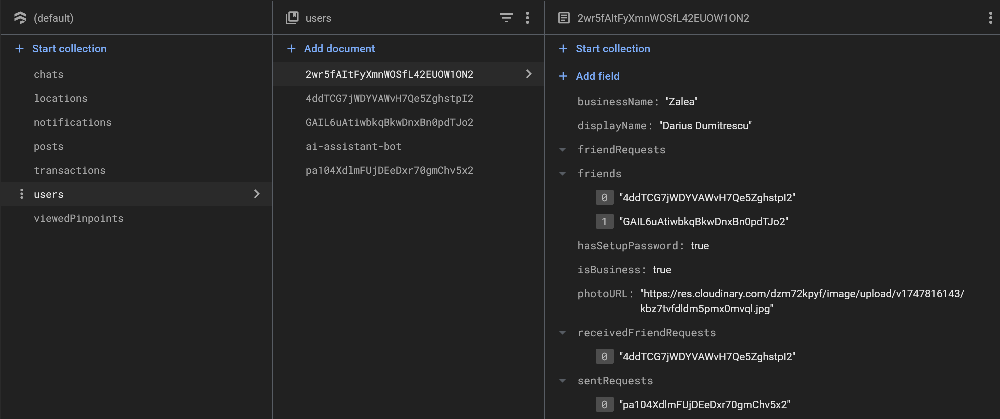 (default)
Start collection
chats
locations
notifications
posts
transactions
users
viewedPinpoints
users
Add document
2wr5fAItFyXmnWOSfL42EUOW1ON2
4ddTCG7jWDYVAWvH7Qe5ZghstpI2
GAIL6uAtiwbkqBkwDnxBn0pdTJo2
ai-assistant-bot
pa104XdlmFUjDEeDxr70gmChv5x2
2wr5fAItFyXmnWOSfL42EUOW1ON2
Start collection
Add field
businessName: "Zalea"
displayName: "Darius Dumitrescu"
friendRequests
friends
0 "4ddTCG7jWDYVAWvH7Qe5ZghstpI2"
1 "GAIL6uAtiwbkqBkwDnxBn0pdTJo2"
hasSetupPassword: true
isBusiness: true
photoURL: "https://res.cloudinary.com/dzm72kpyf/image/upload/v1747816143/
kbz7tvfdldm5pmx0mvql.jpg"
receivedFriendRequests
0 "4ddTCG7jWDYVAWvH7Qe5ZghstpI2"
sentRequests
0 "pa104XdlmFUjDEeDxr70gmChv5x2"